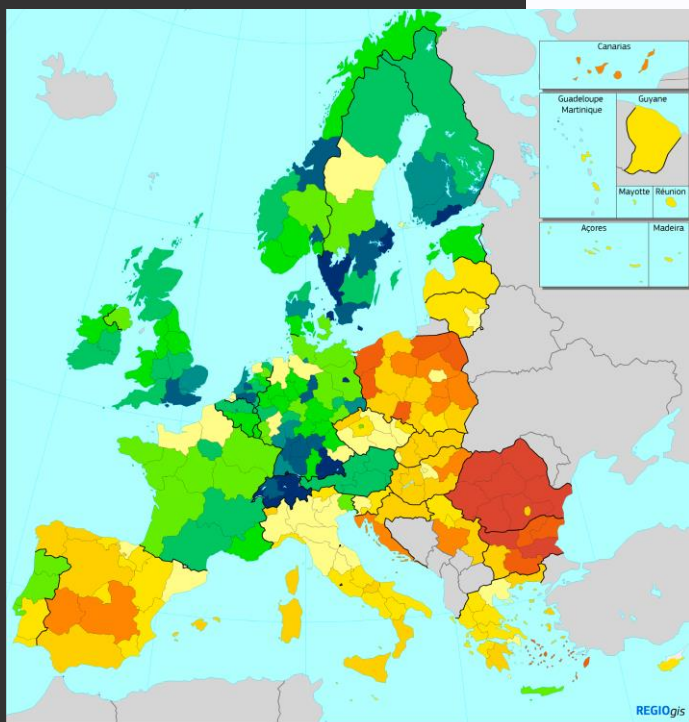 Canarias
Guadeloupe
Martinique
Guyane
Mayotte
Réunion
Açores
Madeira
REGIOgis